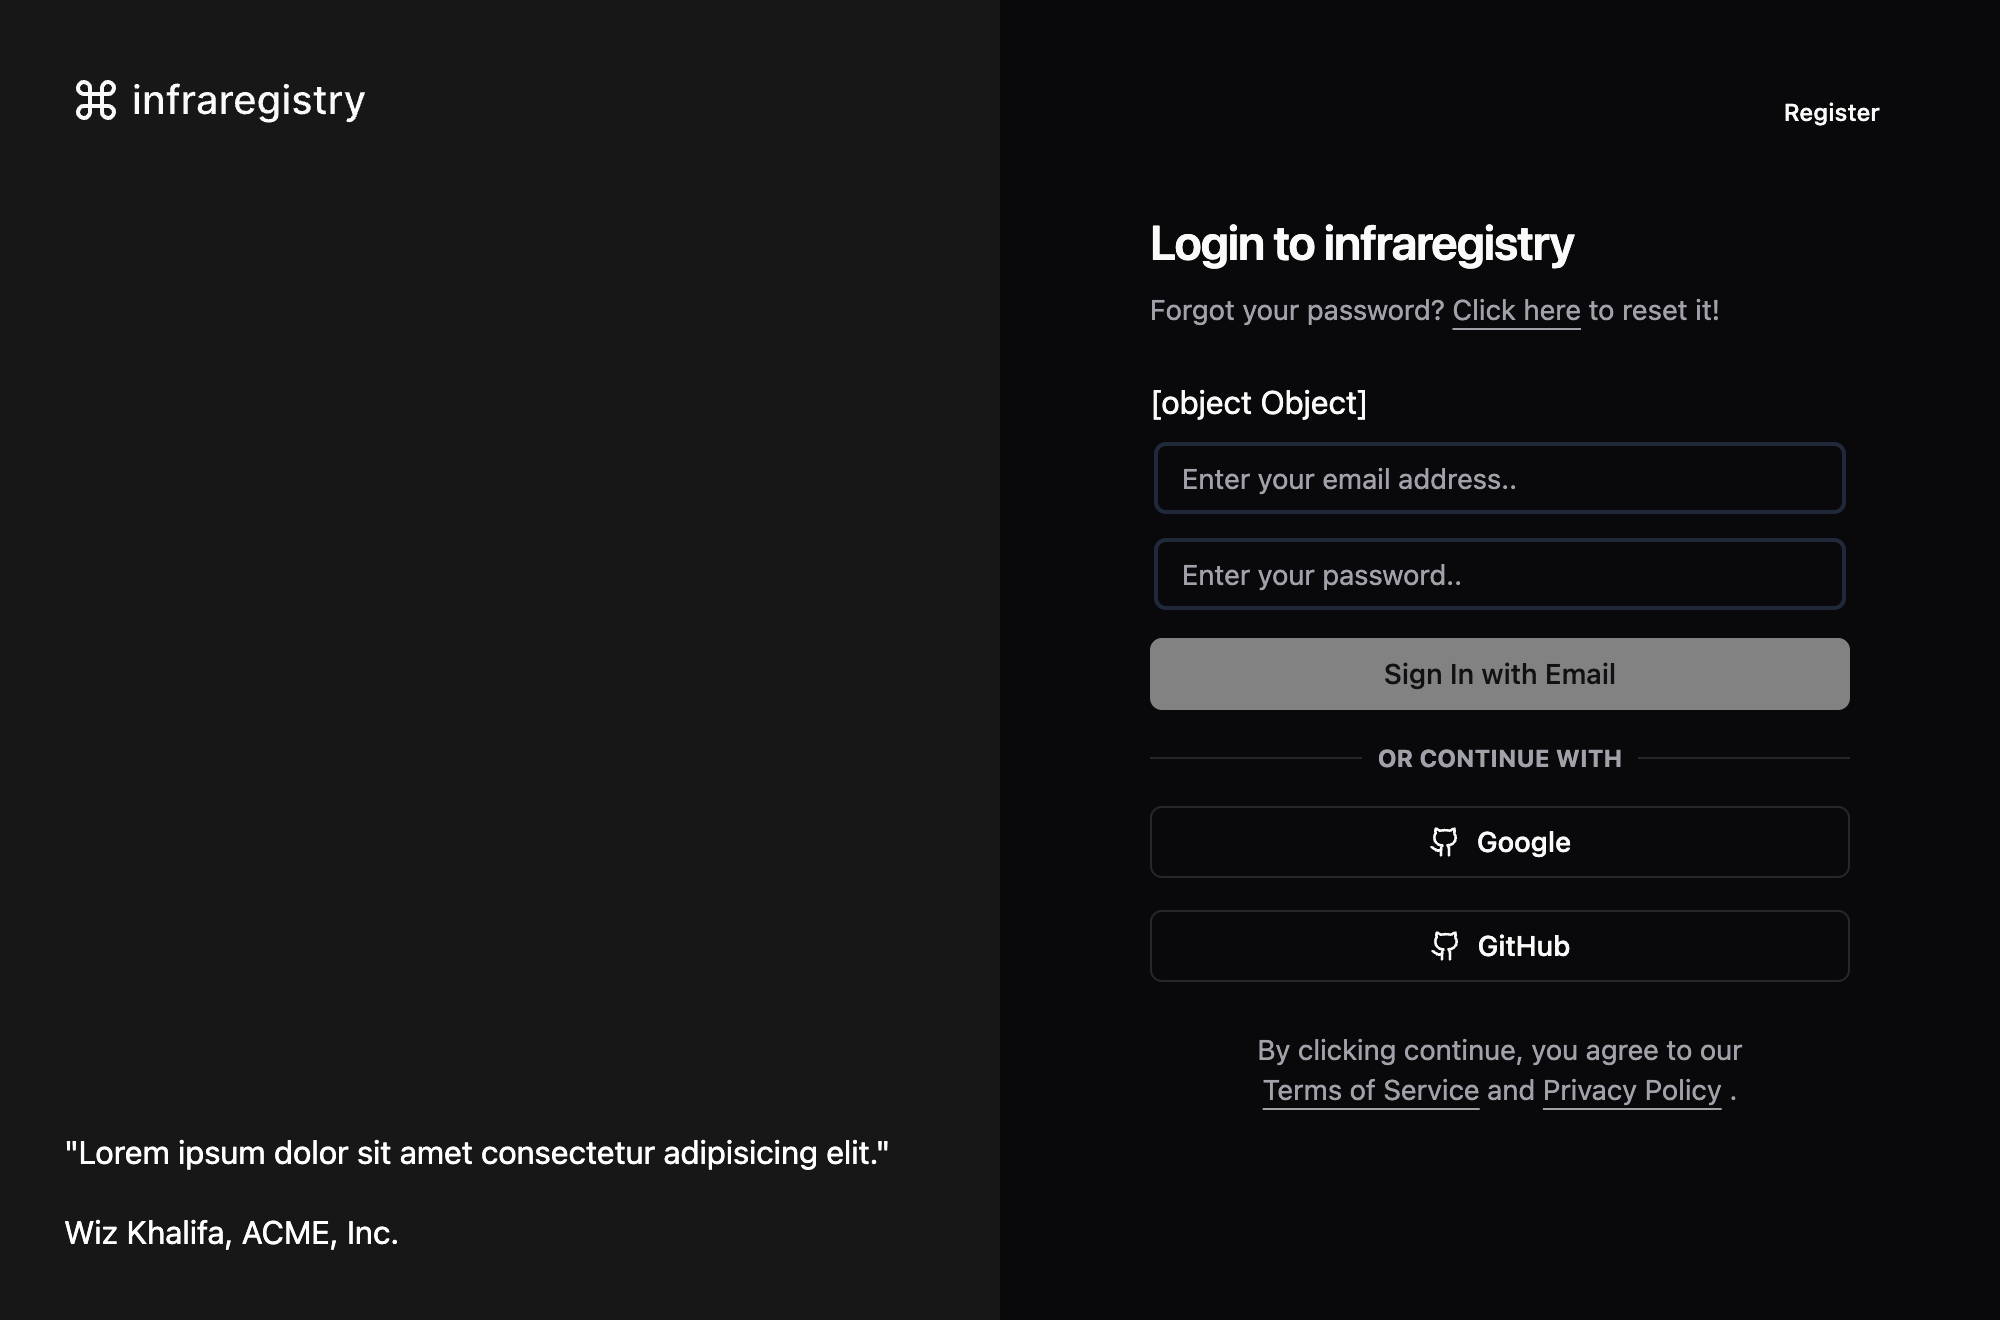 infraregistry
Register
Login to infraregistry
Forgot your password? Click here to reset it!
[object Object]
Enter your email address..
Enter your password..
Sign In with Email
OR CONTINUE WITH
Google
GitHub
By clicking continue, you agree to our
Terms of Service and Privacy Policy .
"Lorem ipsum dolor sit amet consectetur adipisicing elit."
Wiz Khalifa, ACME, Inc.